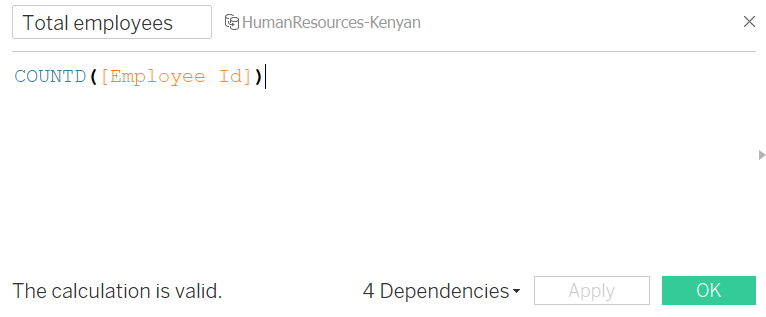 Total employees HumanResources-Kenyan
COUNTD([Employee Id])
The calculation is valid. 4 Dependencies Apply OK